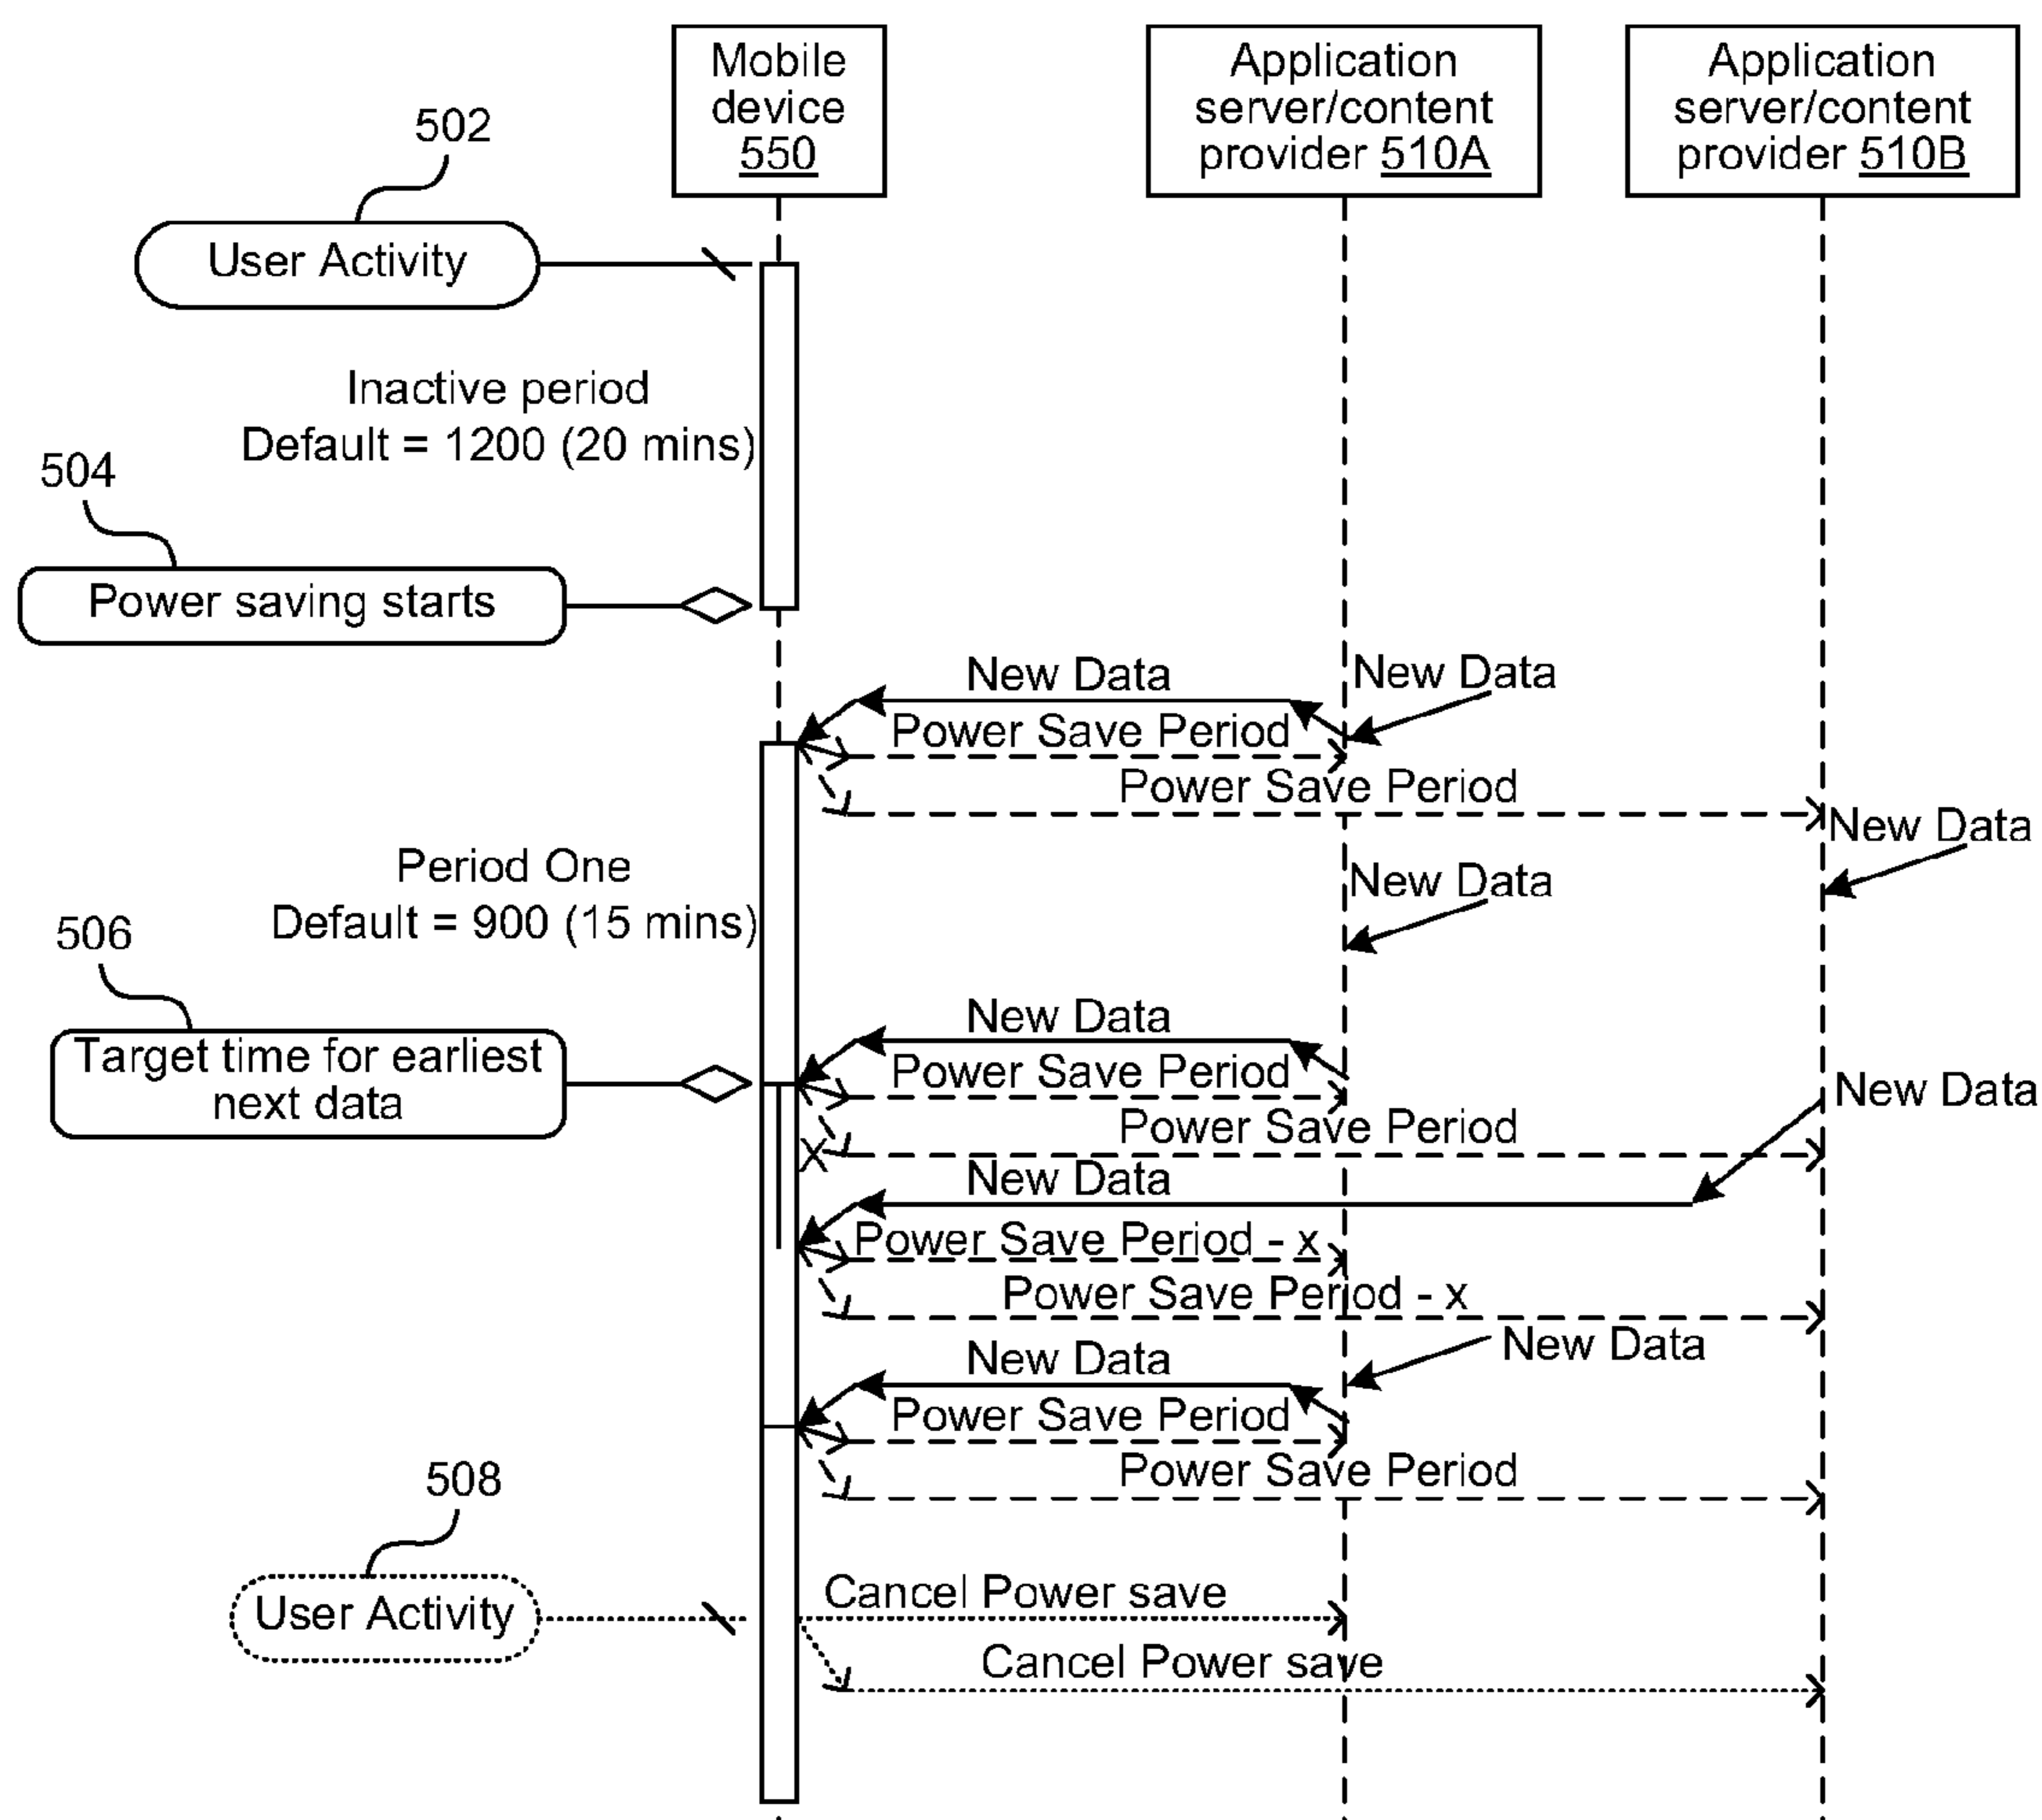 Mobile
device
550
Application
server/content
provider 510A
Application
server/content
provider 510B
502
User Activity
Inactive period
Default = 1200 (20 mins)
504
Power saving starts
New Data
New Data
Power Save Period
Power Save Period
New Data
Period One
Default = 900 (15 mins)
New Data
506
Target time for earliest
next data
New Data
Power Save Period
New Data
Power Save Period
X
New Data
Power Save Period - x
Power Save Period - x
New Data
New Data
Power Save Period
Power Save Period
508
User Activity
Cancel Power save
Cancel Power save